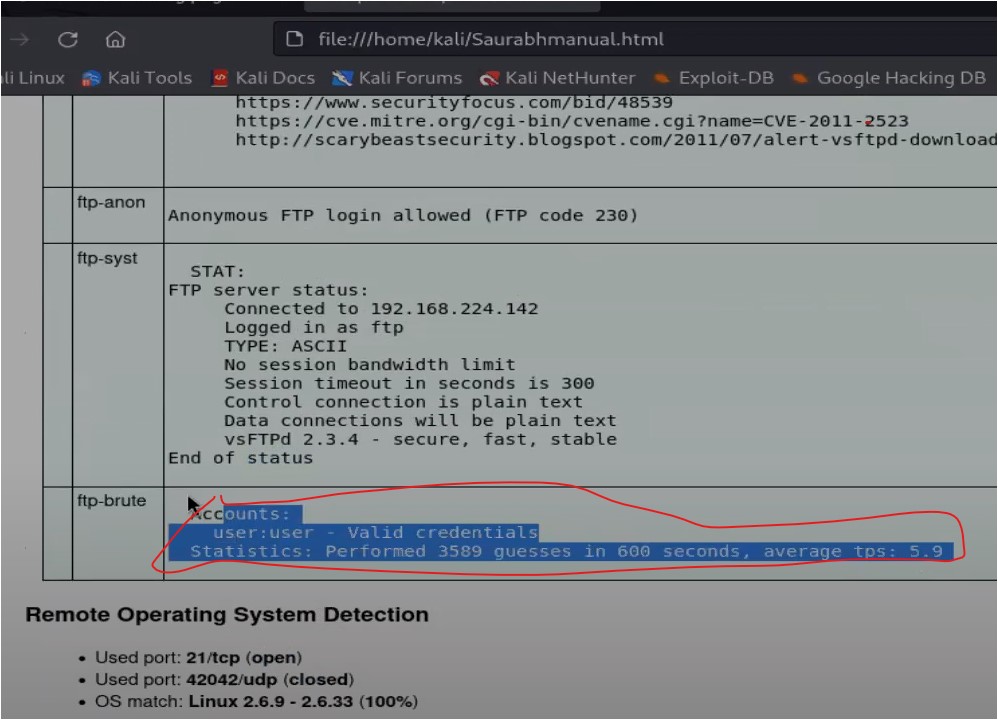 file:///home/kali/Saurabhmanual.html
ali Linux Kali Tools Kali Docs Kali Forums Kali NetHunter Exploit-DB Google Hacking DB
https://www.securityfocus.com/bid/48539
https://cve.mitre.org/cgi-bin/cvename.cgi?name=CVE-2011-2523
http://scarybeastsecurity.blogspot.com/2011/07/alert-vsftpd-download
ftp-anon
Anonymous FTP login allowed (FTP code 230)
ftp-syst
STAT:
FTP server status:
Connected to 192.168.224.142
Logged in as ftp
TYPE: ASCII
No session bandwidth limit
Session timeout in seconds is 300
Control connection is plain text
Data connections will be plain text
vsFTPd 2.3.4 - secure, fast, stable
End of status
ftp-brute
Accounts:
user:user - Valid credentials
Statistics: Performed 3589 guesses in 600 seconds, average tps: 5.9
Remote Operating System Detection
• Used port: 21/tcp (open)
• Used port: 42042/udp (closed)
• OS match: Linux 2.6.9 - 2.6.33 (100%)